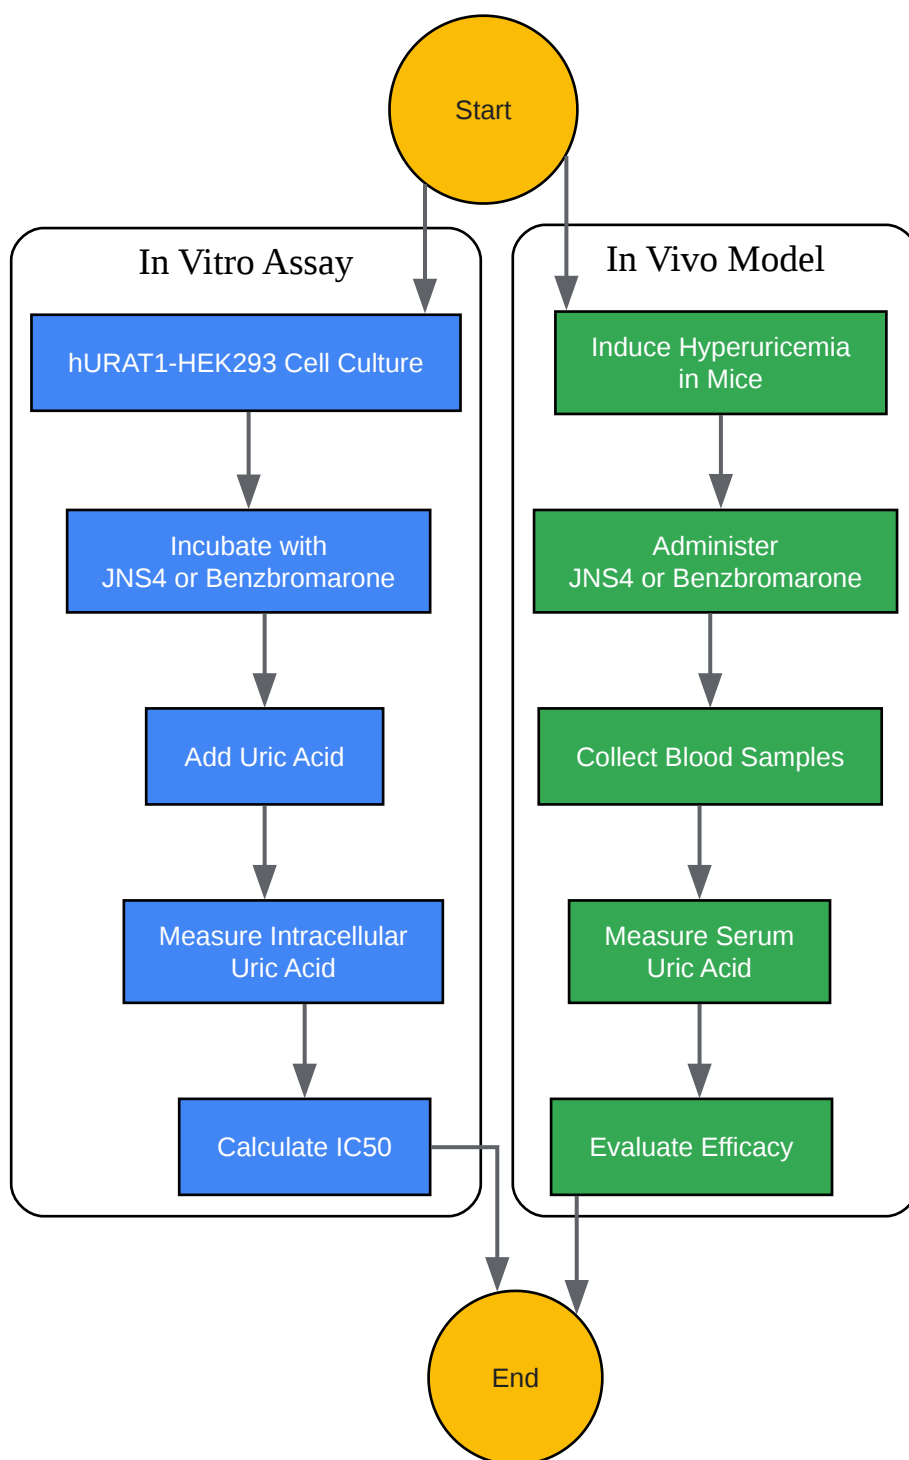 Start
In Vitro Assay
hURAT1-HEK293 Cell Culture
Incubate with
JNS4 or Benzbromarone
Add Uric Acid
Measure Intracellular
Uric Acid
Calculate IC50
In Vivo Model
Induce Hyperuricemia
in Mice
Administer
JNS4 or Benzbromarone
Collect Blood Samples
Measure Serum
Uric Acid
Evaluate Efficacy
End